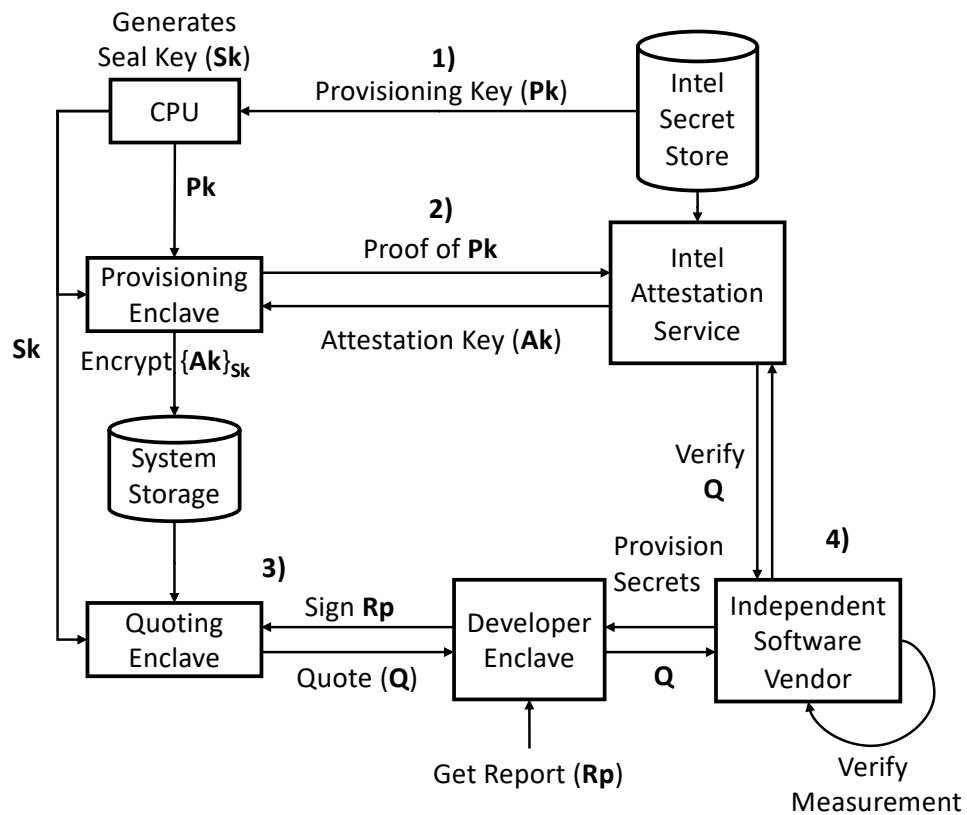 Generates
Seal Key (Sk)
1)
Provisioning Key (Pk)
CPU
Intel
Secret
Store
Pk
2)
Proof of Pk
Provisioning
Enclave
Intel
Attestation
Service
Attestation Key (Ak)
Sk
Encrypt {Ak}Sk
System
Storage
Verify
Q
3)
Provision
Secrets
4)
Sign Rp
Quoting
Enclave
Developer
Enclave
Independent
Software
Vendor
Quote (Q)
Q
Get Report (Rp)
Verify
Measurement